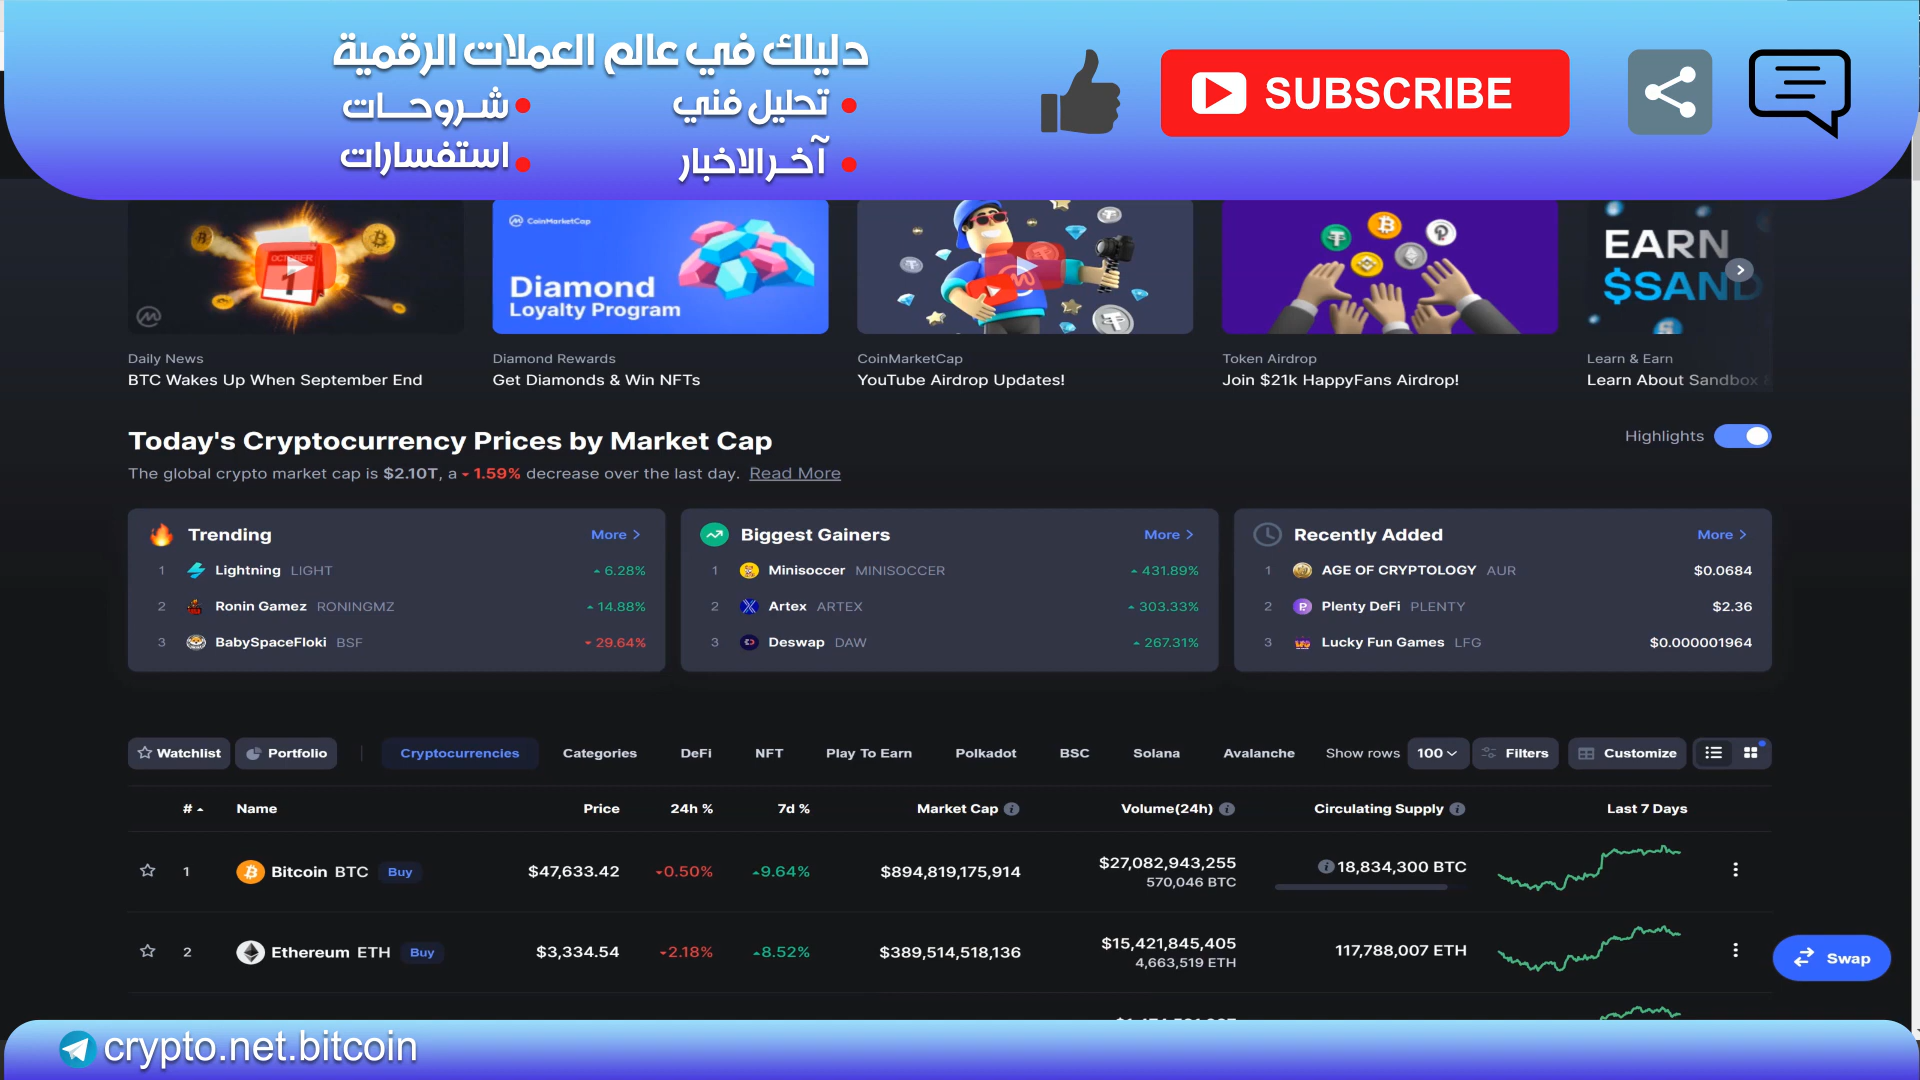 دليلك في عالم العملات الرقمية
تحليل فني
شروحات
آخر الاخبار
استفسارات
SUBSCRIBE
OCTOBER
1
CoinMarketCap
Diamond
Loyalty Program
EARN
$SAND
Daily News
BTC Wakes Up When September End
Diamond Rewards
Get Diamonds & Win NFTs
CoinMarketCap
YouTube Airdrop Updates!
Token Airdrop
Join $21k HappyFans Airdrop!
Learn & Earn
Learn About Sandbox
Today's Cryptocurrency Prices by Market Cap
Highlights
The global crypto market cap is $2.10T, a 1.59% decrease over the last day. Read More
Trending More >
1 Lightning LIGHT 6.28%
2 Ronin Gamez RONINGMZ 14.88%
3 BabySpaceFloki BSF 29.64%
Biggest Gainers More >
1 Minisoccer MINISOCCER 431.89%
2 Artex ARTEX 303.33%
3 Deswap DAW 267.31%
Recently Added More >
1 AGE OF CRYPTOLOGY AUR $0.0684
2 Plenty DeFi PLENTY $2.36
3 Lucky Fun Games LFG $0.000001964
Watchlist Portfolio Cryptocurrencies Categories DeFi NFT Play To Earn Polkadot BSC Solana Avalanche Show rows 100 Filters Customize
# Name Price 24h % 7d % Market Cap Volume(24h) Circulating Supply Last 7 Days
1 Bitcoin BTC Buy $47,633.42 0.50% 9.64% $894,819,175,914 $27,082,943,255 18,834,300 BTC
570,046 BTC
2 Ethereum ETH Buy $3,334.54 2.18% 8.52% $389,514,518,136 $15,421,845,405 117,788,007 ETH
4,663,519 ETH
Swap
crypto.net.bitcoin